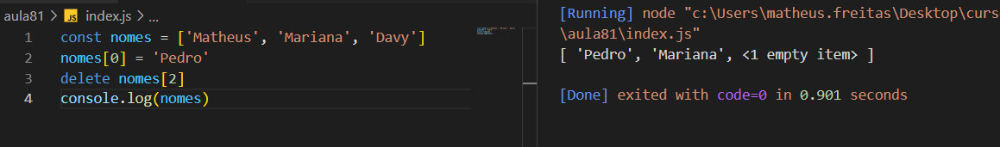 aula81 > JS index.js > ...
1 const nomes = ['Matheus', 'Mariana', 'Davy']
2 nomes[0] = 'Pedro'
3 delete nomes[2]
4 console.log(nomes)
[Running] node "c:\Users\matheus.freitas\Desktop\curs
\aula81\index.js"
[ 'Pedro', 'Mariana', <1 empty item> ]
[Done] exited with code=0 in 0.901 seconds